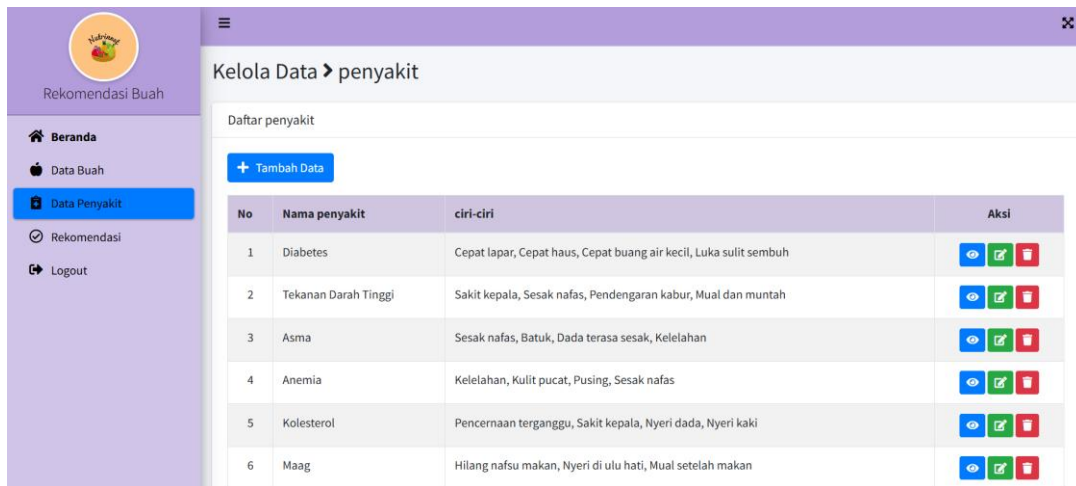 Nutrineat
Rekomendasi Buah
Beranda
Data Buah
Data Penyakit
Rekomendasi
Logout
Kelola Data > penyakit
Daftar penyakit
+ Tambah Data
No Nama penyakit ciri-ciri Aksi
1 Diabetes Cepat lapar, Cepat haus, Cepat buang air kecil, Luka sulit sembuh
2 Tekanan Darah Tinggi Sakit kepala, Sesak nafas, Pendengaran kabur, Mual dan muntah
3 Asma Sesak nafas, Batuk, Dada terasa sesak, Kelelahan
4 Anemia Kelelahan, Kulit pucat, Pusing, Sesak nafas
5 Kolesterol Pencernaan terganggu, Sakit kepala, Nyeri dada, Nyeri kaki
6 Maag Hilang nafsu makan, Nyeri di ulu hati, Mual setelah makan